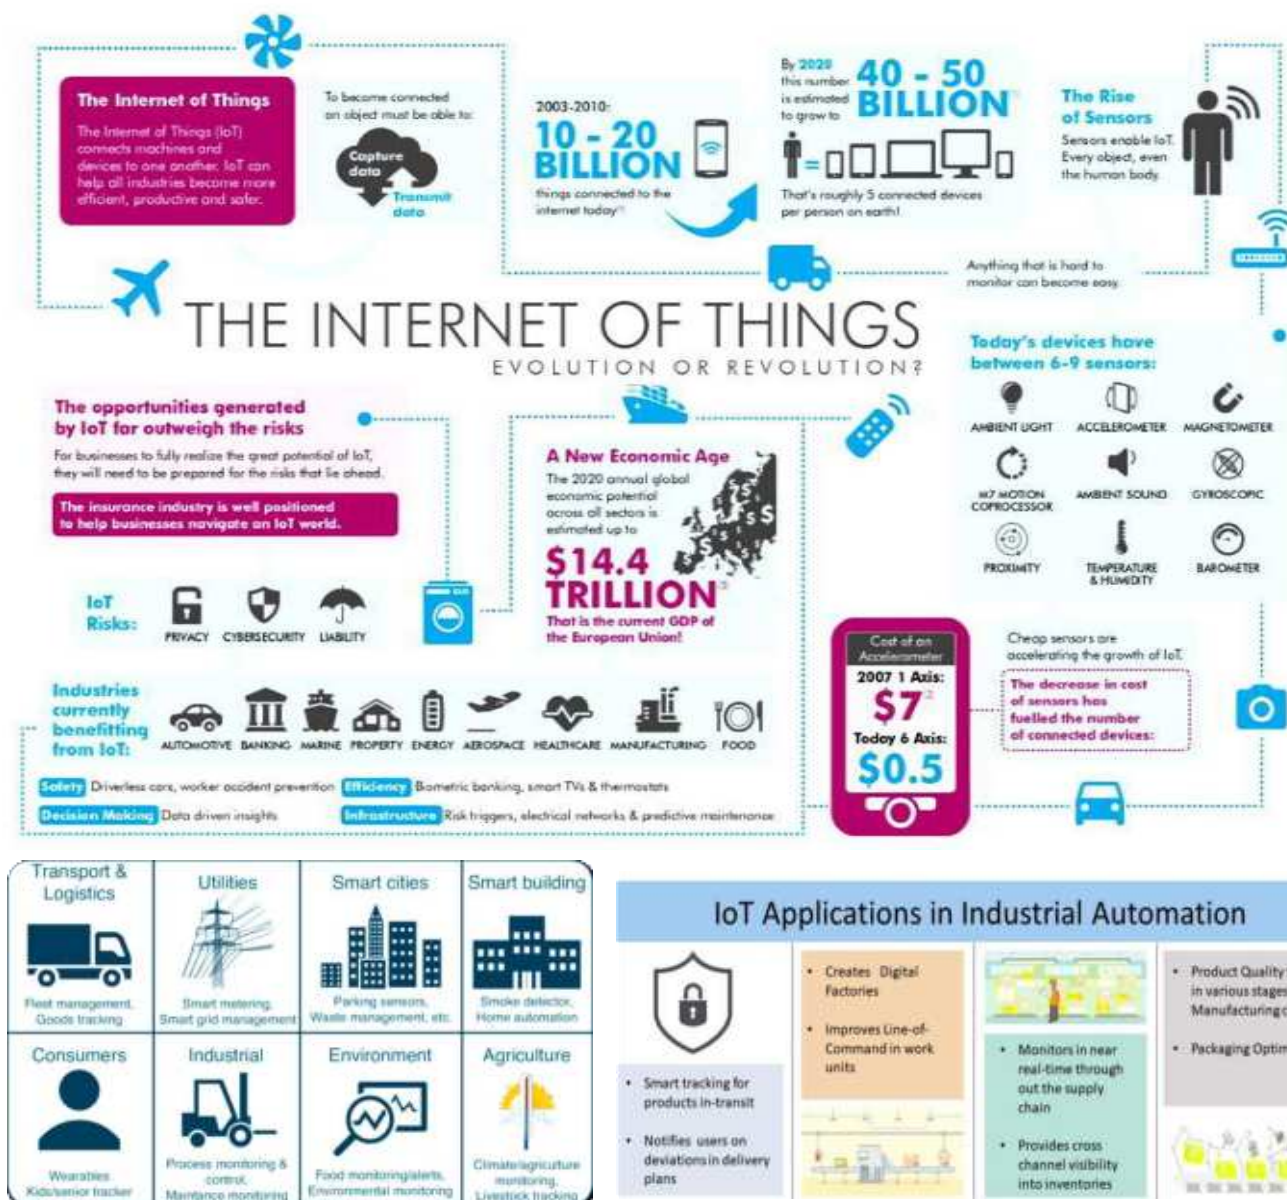 The Internet of Things
The Internet of Things (IoT)
connects machines and
devices to one another. IoT can
help all industries become more
efficient, productive and safer.
To become connected
an object must be able to:
Capture
data
Transmit
data
2003-2010:
10 - 20
BILLION
things connected to the
internet today
By 2020
this number
is estimated
to grow to
40 - 50
BILLION
That's roughly 5 connected devices
per person on earth!
The Rise
of Sensors
Sensors enable IoT.
Every object, even
the human body.
Anything that is hard to
monitor can become easy.
THE INTERNET OF THINGS
EVOLUTION OR REVOLUTION?
The opportunities generated
by IoT far outweigh the risks
For businesses to fully realize the great potential of IoT,
they will need to be prepared for the risks that lie ahead.
The insurance industry is well positioned
to help businesses navigate an IoT world.
IoT
Risks:
PRIVACY
CYBERSECURITY
LIABILITY
A New Economic Age
The 2020 annual global
economic potential
across all sectors is
estimated up to
$14.4
TRILLION
That is the current GDP of
the European Union!
Today's devices have
between 6-9 sensors:
AMBIENT LIGHT
ACCELEROMETER
MAGNETOMETER
M7 MOTION
COPROCESSOR
AMBIENT SOUND
GYROSCOPIC
PROXIMITY
TEMPERATURE
& HUMIDITY
BAROMETER
Cost of an
Accelerometer
2007 1 Axis:
$7
Today 6 Axis:
$0.5
Cheap sensors are
accelerating the growth of IoT.
The decrease in cost
of sensors has
fuelled the number
of connected devices:
Industries
currently
benefitting
from IoT:
AUTOMOTIVE
BANKING
MARINE
PROPERTY
ENERGY
AEROSPACE
HEALTHCARE
MANUFACTURING
FOOD
Safety Driverless cars, worker accident prevention
Efficiency Biometric banking, smart TVs & thermostats
Decision Making Data driven insights
Infrastructure Risk triggers, electrical networks & predictive maintenance
Transport &
Logistics
Fleet management,
Goods tracking
Utilities
Smart metering,
Smart grid management
Smart cities
Parking sensors,
Waste management, etc.
Smart building
Smoke detector,
Home automation
Consumers
Wearables
Kids/senior tracker
Industrial
Process monitoring &
control,
Maintance monitoring
Environment
Food monitoring/alerts,
Environmental monitoring
Agriculture
Climate/agriculture
monitoring,
Livestock tracking
IoT Applications in Industrial Automation
• Smart tracking for
products in-transit
• Notifies users on
deviations in delivery
plans
• Creates Digital
Factories
• Improves Line-of-
Command in work
units
• Monitors in near
real-time through
out the supply
chain
• Provides cross
channel visibility
into inventories
• Product Quality
in various stages
Manufacturing
• Packaging